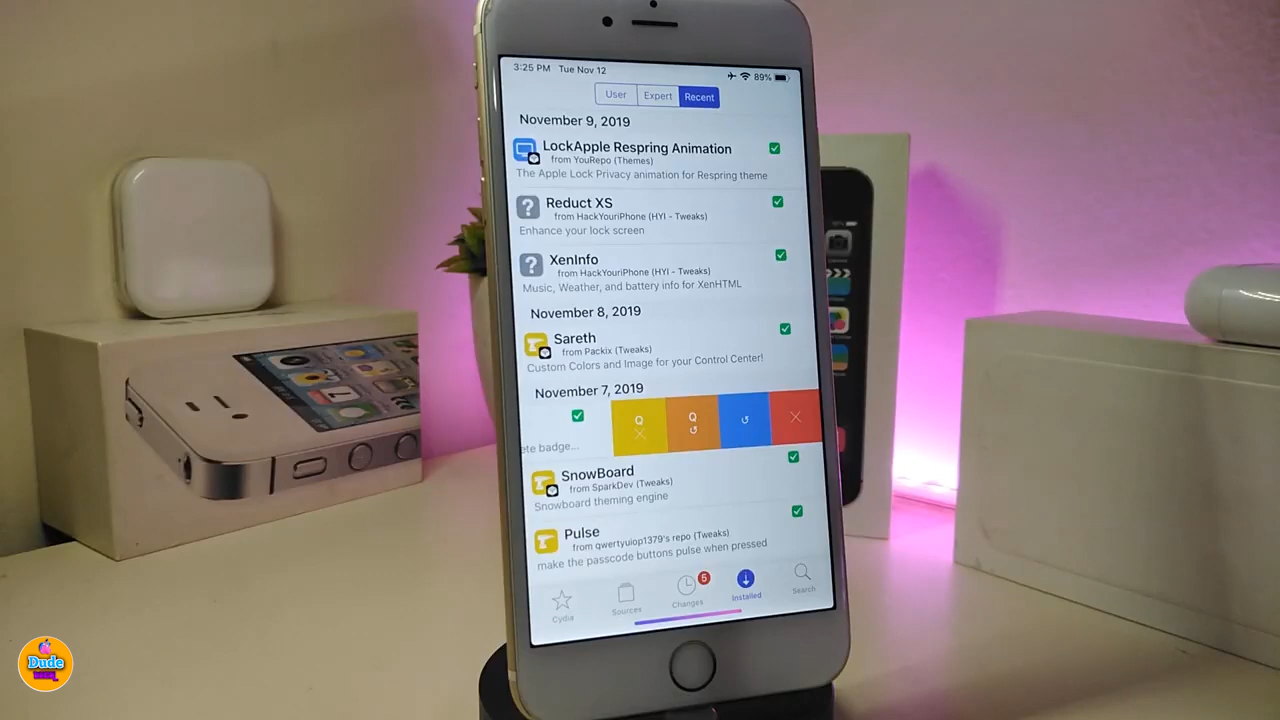 3:25 PM Tue Nov 12
89%
User Expert Recent
November 9, 2019
LockApple Respring Animation
from YouRepo (Themes)
The Apple Lock Privacy animation for Respring theme
Reduct XS
from HackYouriPhone (HYI - Tweaks)
Enhance your lock screen
XenInfo
from HackYouriPhone (HYI - Tweaks)
Music, Weather, and battery info for XenHTML
November 8, 2019
Sareth
from Packix (Tweaks)
Custom Colors and Image for your Control Center!
November 7, 2019
Q Q
ete badge...
SnowBoard
from SparkDev (Tweaks)
Snowboard theming engine
Pulse
from qwertyuiop1379's repo (Tweaks)
make the passcode buttons pulse when pressed
5
Cydia Sources Changes Installed Search
Dude